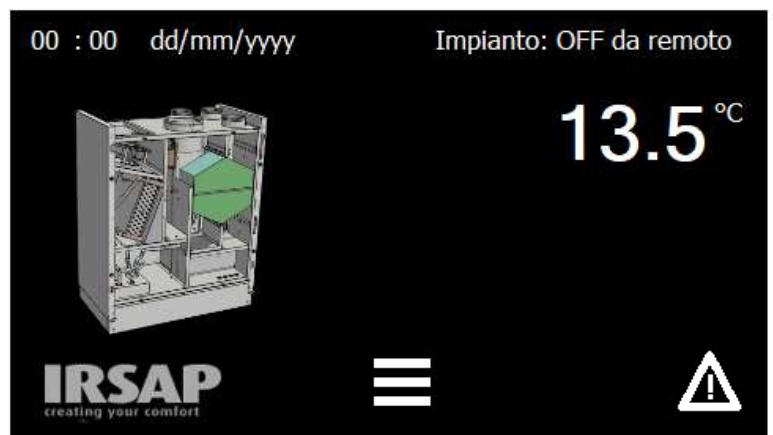 00 : 00 dd/mm/yyyy Impianto: OFF da remoto
13.5 °C
IRSAP
creating your comfort